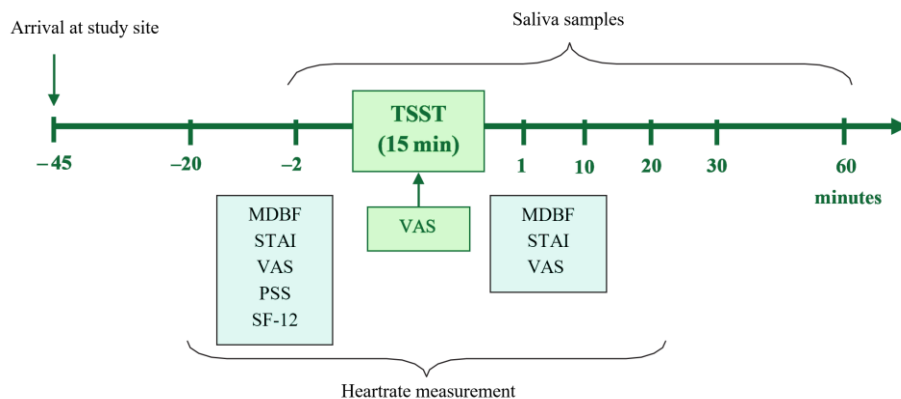 Arrival at study site
Saliva samples
TSST
(15 min)
–45
–20
–2
1
10
20
30
60
minutes
MDBF
STAI
VAS
PSS
SF-12
VAS
MDBF
STAI
VAS
Heartrate measurement